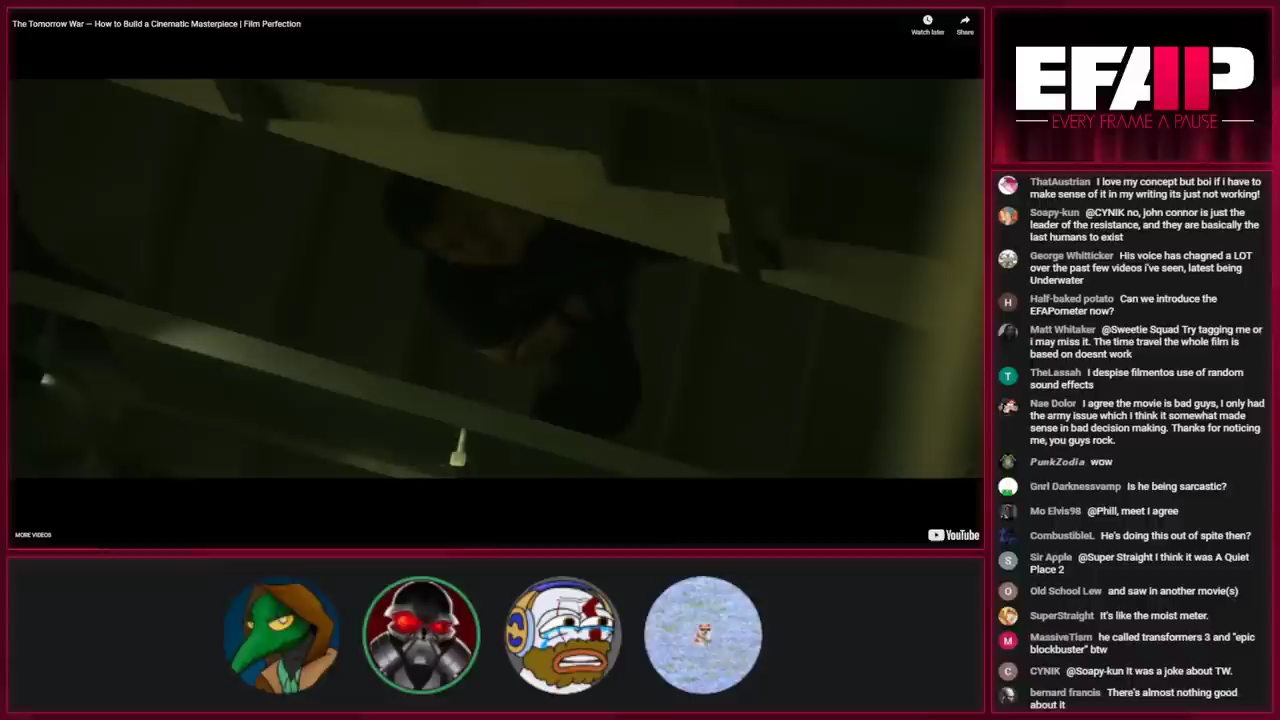 The Tomorrow War — How to Build a Cinematic Masterpiece | Film Perfection
Watch later
Share
MORE VIDEOS
YouTube
EFAP
EVERY FRAME A PAUSE
ThatAustrian I love my concept but boi if i have to
make sense of it in my writing its just not working!
Soapy-kun @CYNIK no, john connor is just the
leader of the resistance, and they are basically the
last humans to exist
George Whitticker His voice has chagned a LOT
over the past few videos i've seen, latest being
Underwater
H
Half-baked potato Can we introduce the
EFAPometer now?
Matt Whitaker @Sweetie Squad Try tagging me or
i may miss it. The time travel the whole film is
based on doesnt work
T
TheLassah I despise filmentos use of random
sound effects
Nae Dolor I agree the movie is bad guys, I only had
the army issue which I think it somewhat made
sense in bad decision making. Thanks for noticing
me, you guys rock.
PunkZodia wow
Gnrl Darknessvamp Is he being sarcastic?
Mo Elvis98 @Phill, meet I agree
CombustibleL He's doing this out of spite then?
S
Sir Apple @Super Straight I think it was A Quiet
Place 2
O
Old School Lew and saw in another movie(s)
SuperStraight It's like the moist meter.
M
MassiveTism he called transformers 3 and "epic
blockbuster" btw
C
CYNIK @Soapy-kun It was a joke about TW.
bernard francis There's almost nothing good
about it